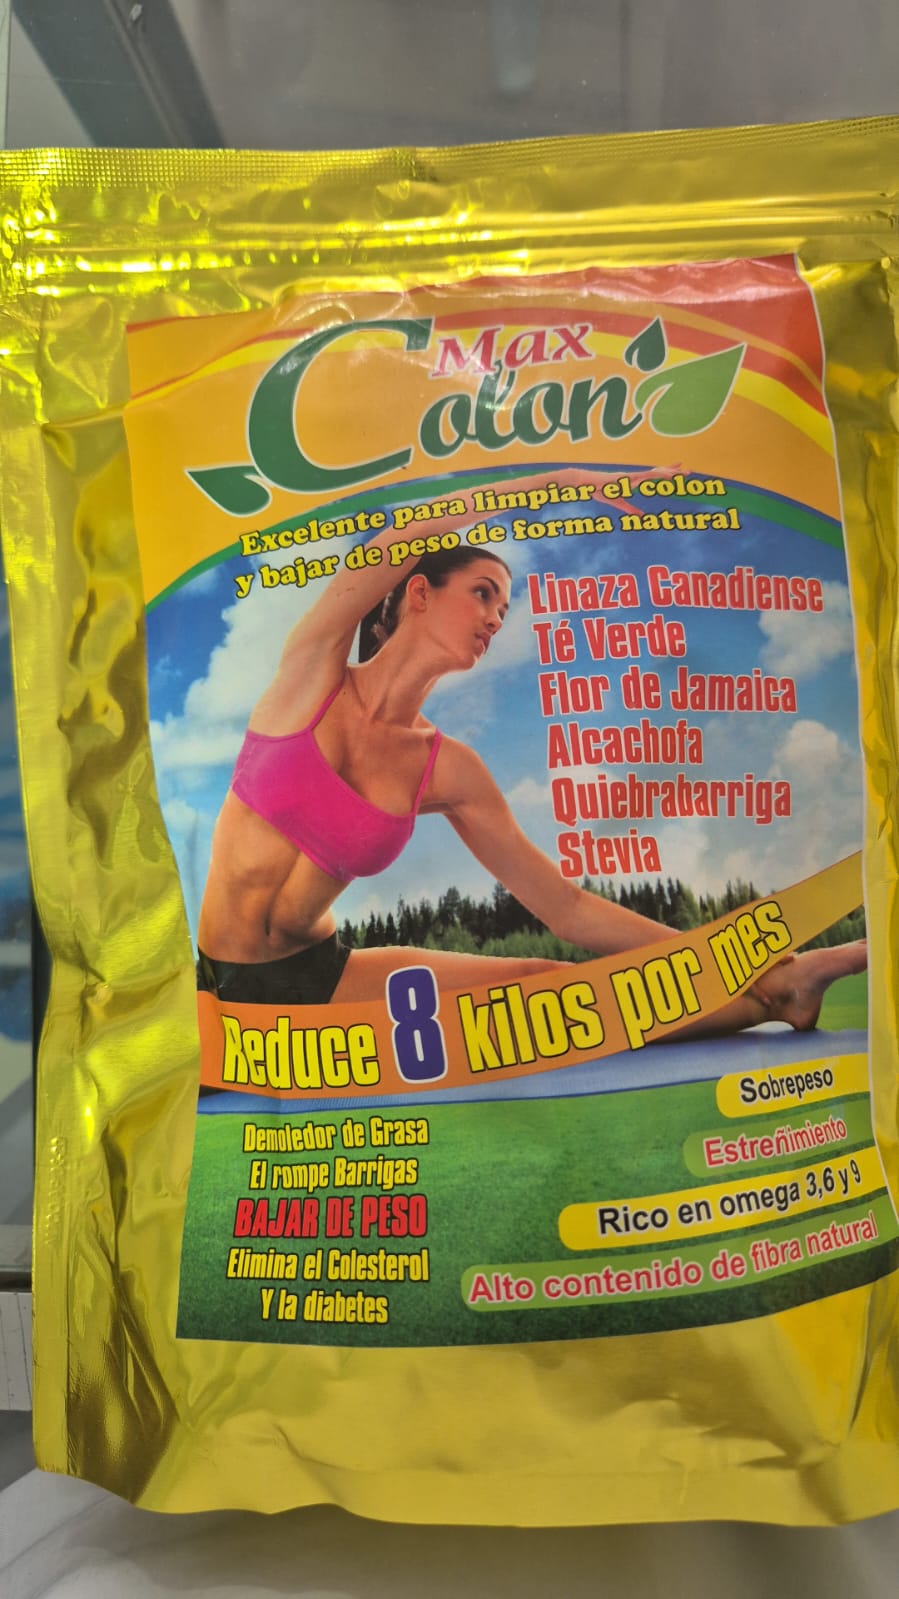 Max
Colon
Excelente para limpiar el colon
y bajar de peso de forma natural
Linaza Canadiense
Té Verde
Flor de Jamaica
Alcachofa
Quiebrabarriga
Stevia
Reduce 8 kilos por mes
Demoledor de Grasa
El rompe Barrigas
BAJAR DE PESO
Elimina el Colesterol
Y la diabetes
Sobrepeso
Estreñimiento
Rico en omega 3,6 y 9
Alto contenido de fibra natural